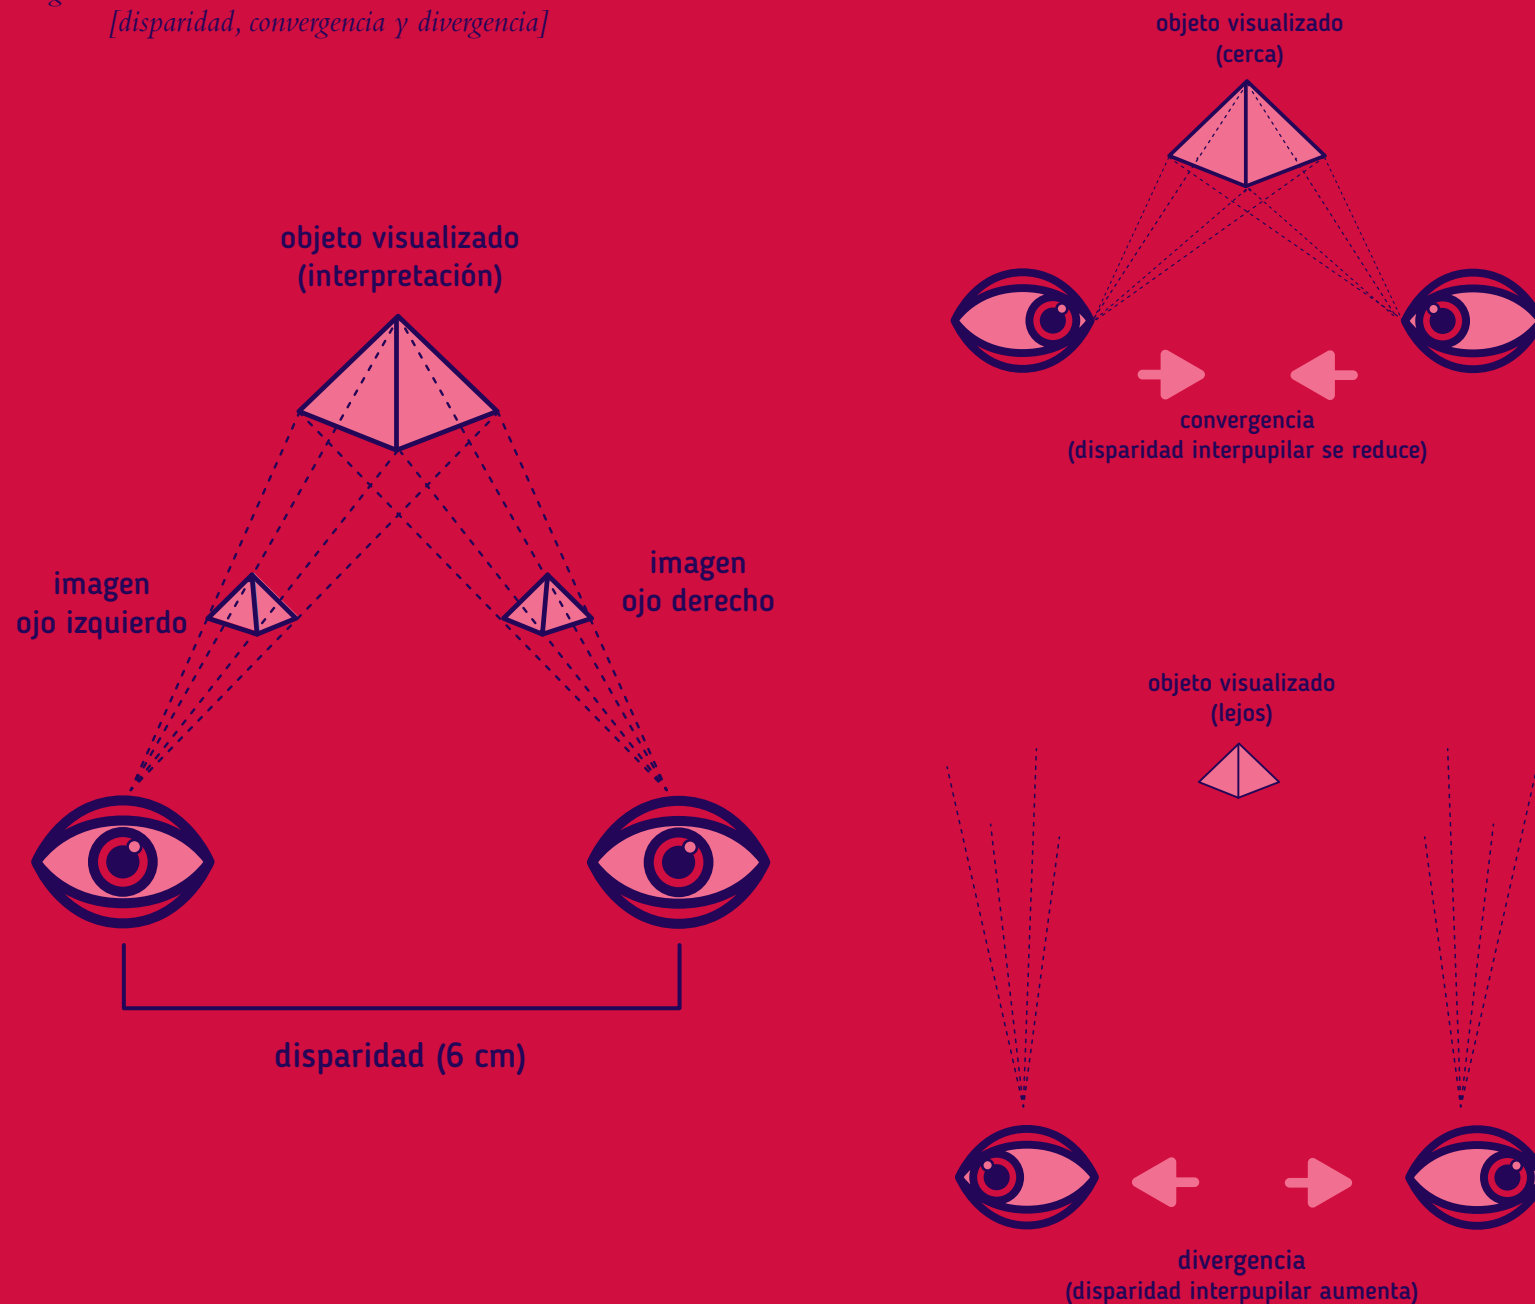 [disparidad, convergencia y divergencia]
objeto visualizado
(interpretación)
imagen
ojo izquierdo
imagen
ojo derecho
disparidad (6 cm)
objeto visualizado
(cerca)
convergencia
(disparidad interpupilar se reduce)
objeto visualizado
(lejos)
divergencia
(disparidad interpupilar aumenta)